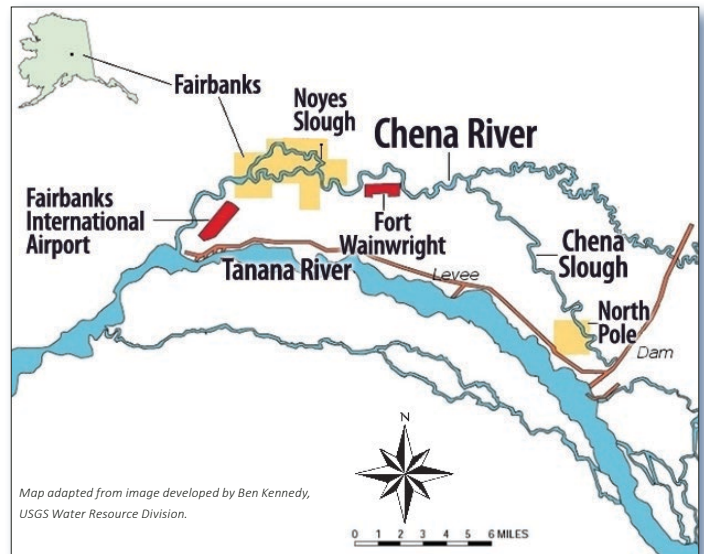 Fairbanks
Noyes
Slough
Chena River
Fairbanks
International
Airport
Fort
Wainwright
Chena
Slough
Tanana River
Levee
North
Pole
Dam
N
Map adapted from image developed by Ben Kennedy,
USGS Water Resource Division.
0 1 2 3 4 5 6 MILES